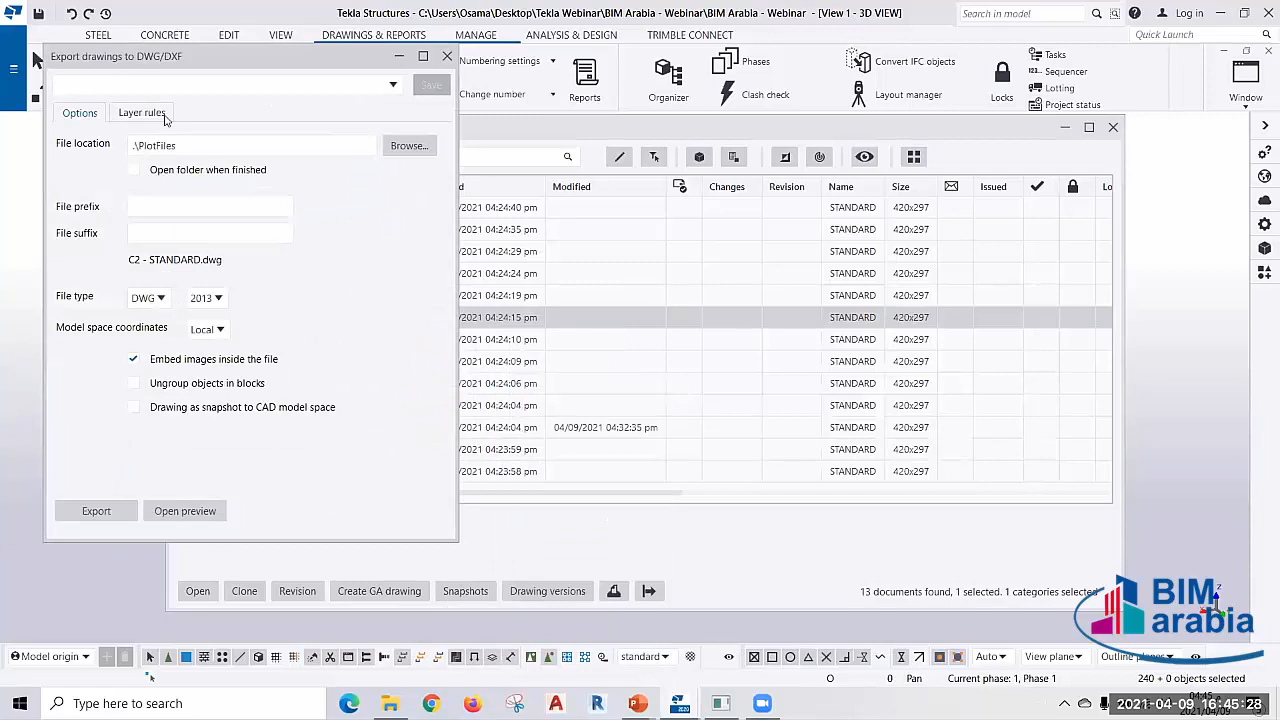 Tekla Structures - C:\Users\Osama\Desktop\Tekla Webinar\BIM Arabia - Webinar\BIM Arabia - Webinar - [View 1 - 3D
Search in model
Log in
STEEL CONCRETE EDIT VIEW DRAWINGS & REPORTS MANAGE ANALYSIS & DESIGN TRIMBLE CONNECT
Quick Launch
Export drawings to DWG/DXF
Numbering settings
Change number
Reports
Phases
Clash check
Organizer
Convert IFC objects
Layout manager
Locks
Tasks
Sequencer
Lotting
Project status
Window
Save
Options Layer rules
File location .\PlotFiles Browse...
Open folder when finished
File prefix
File suffix
C2 - STANDARD.dwg
File type DWG 2013
Model space coordinates Local
Embed images inside the file
Ungroup objects in blocks
Drawing as snapshot to CAD model space
Export Open preview
d Modified Changes Revision Name Size Issued Lo
/2021 04:24:40 pm STANDARD 420x297
/2021 04:24:35 pm STANDARD 420x297
/2021 04:24:29 pm STANDARD 420x297
/2021 04:24:24 pm STANDARD 420x297
/2021 04:24:19 pm STANDARD 420x297
/2021 04:24:15 pm STANDARD 420x297
/2021 04:24:10 pm STANDARD 420x297
/2021 04:24:09 pm STANDARD 420x297
/2021 04:24:06 pm STANDARD 420x297
/2021 04:24:04 pm STANDARD 420x297
/2021 04:24:04 pm 04/09/2021 04:32:35 pm STANDARD 420x297
/2021 04:23:59 pm STANDARD 420x297
/2021 04:23:58 pm STANDARD 420x297
Open Clone Revision Create GA drawing Snapshots Drawing versions
13 documents found, 1 selected. 1 categories selected
BIM
arabia
Model origin standard Auto View plane Outline planes
0 0 Pan Current phase: 1, Phase 1 240 + 0 objects selected
Type here to search
2020
2021-04-09 16:45:28